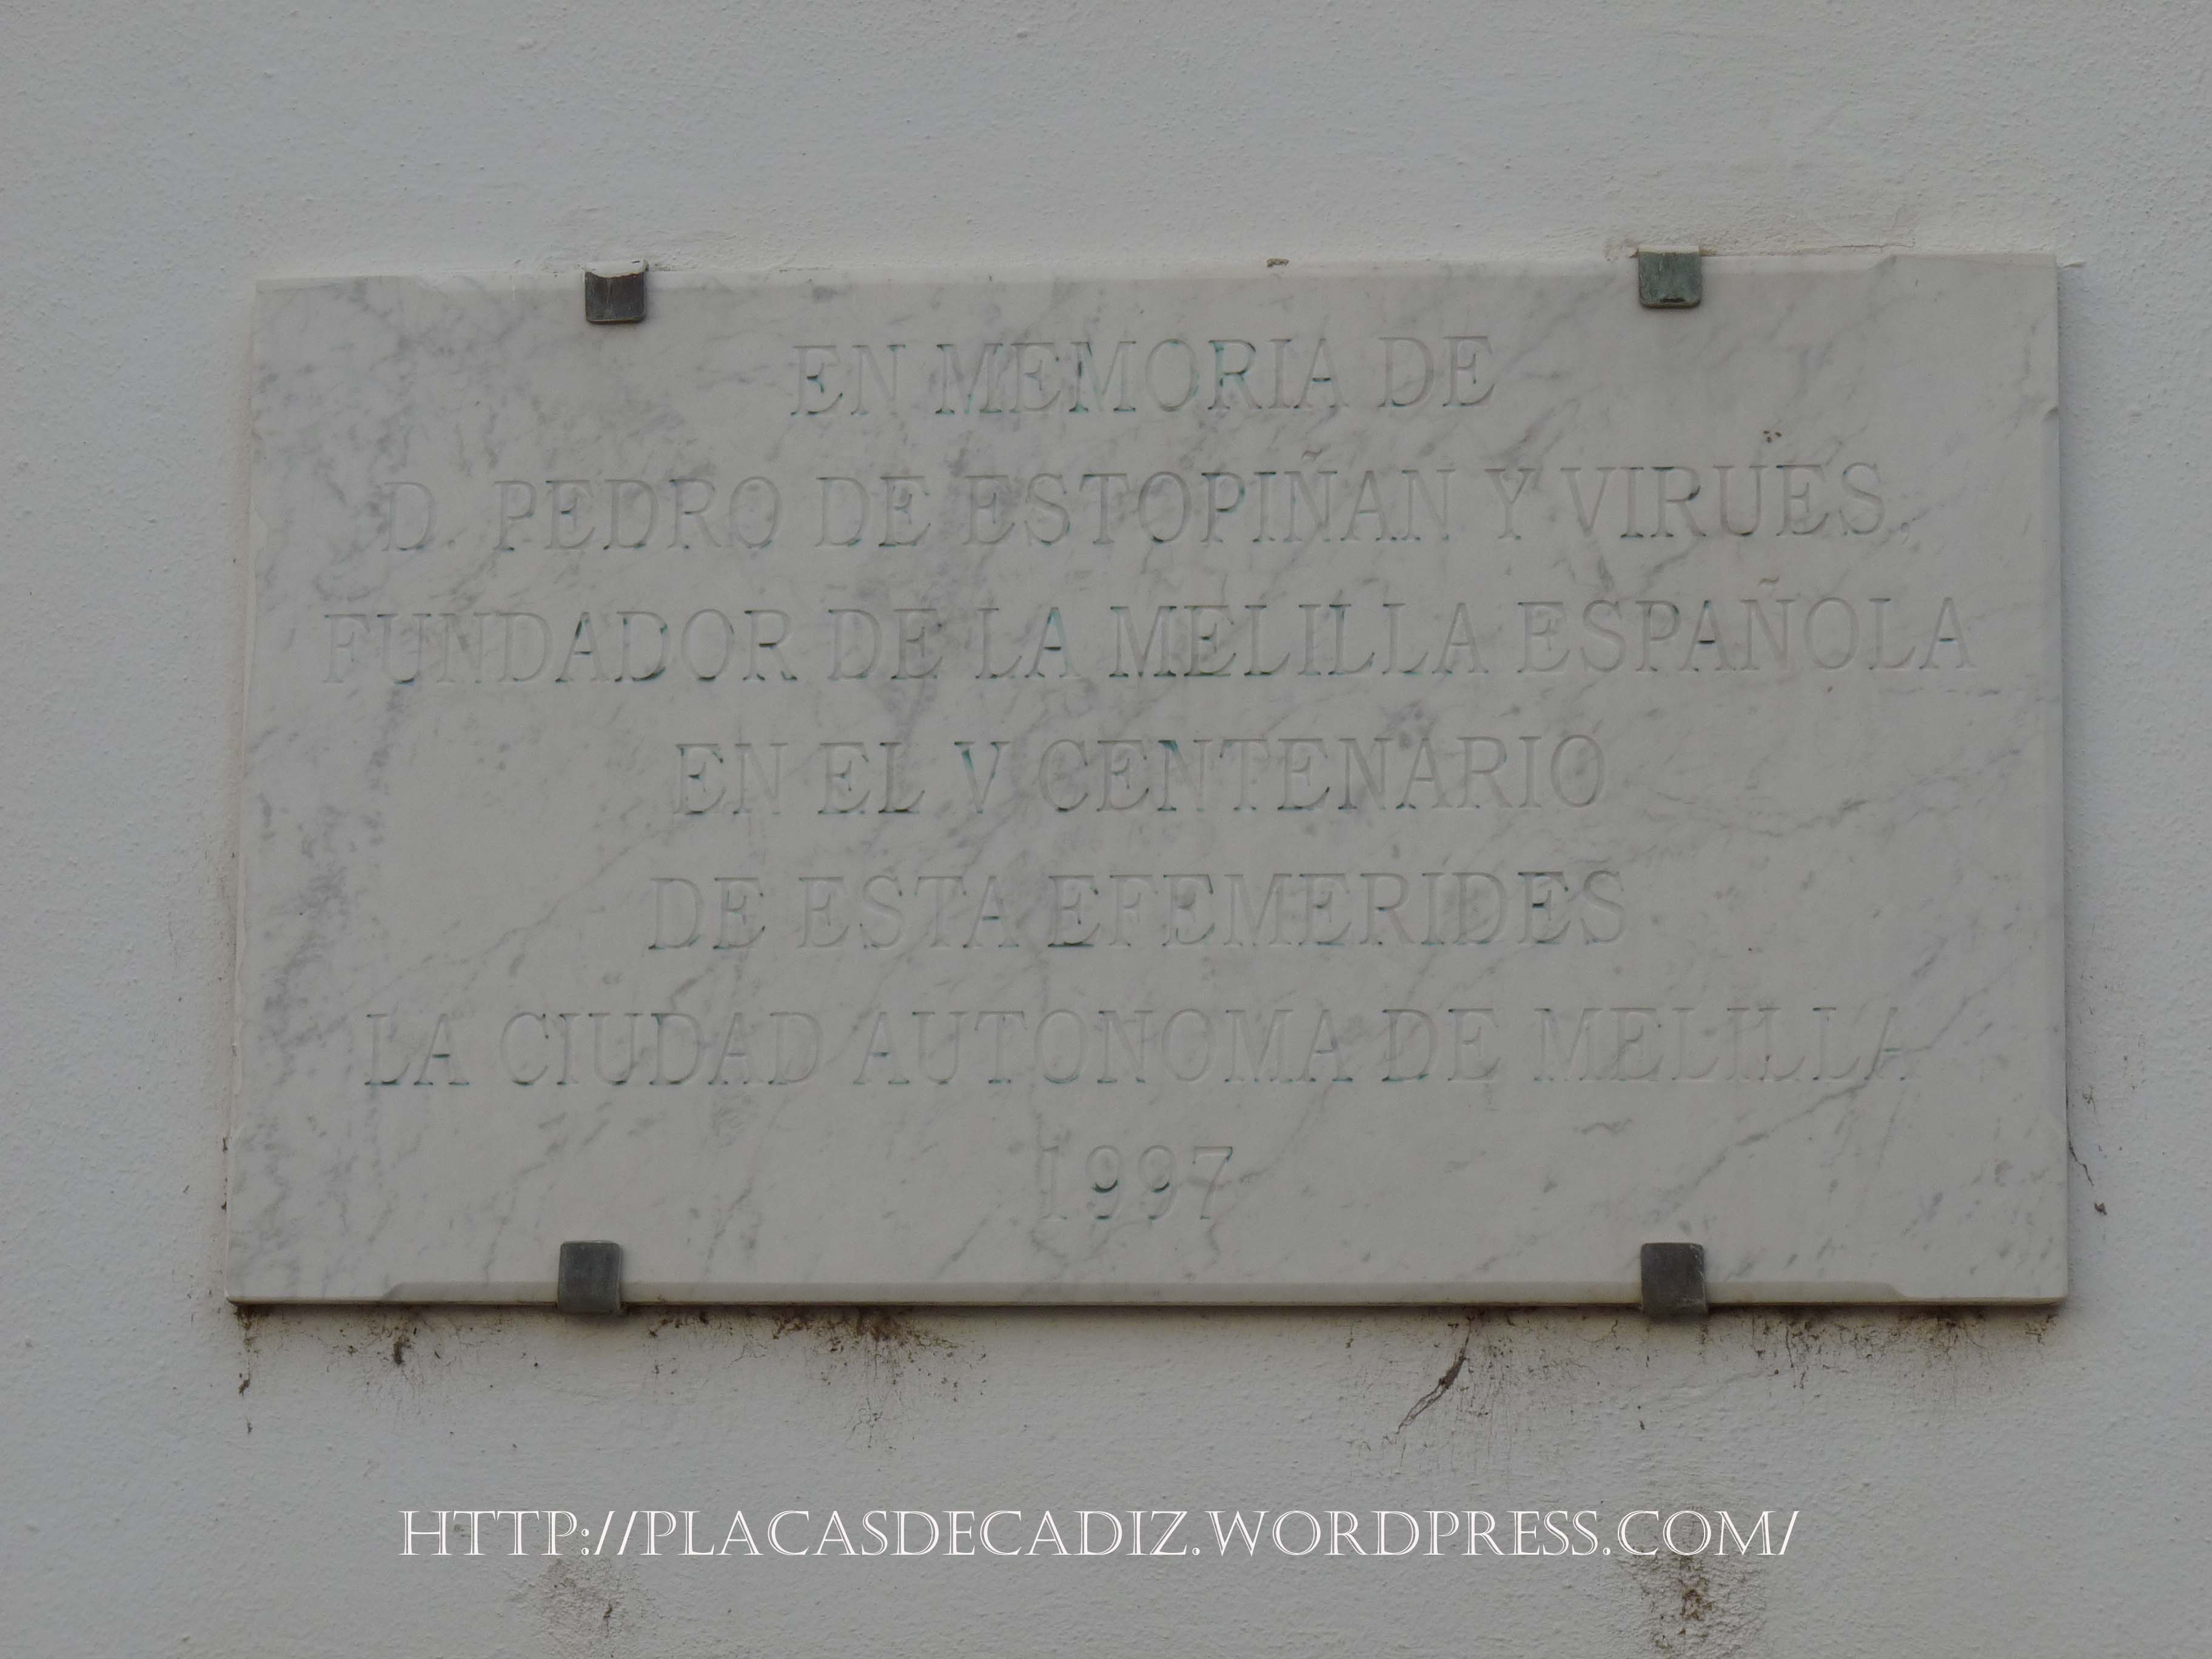 EN MEMORIA DE
D. PEDRO DE ESTOPIÑAN Y VIRUES,
FUNDADOR DE LA MELILLA ESPAÑOLA
EN EL V CENTENARIO
DE ESTA EFEMERIDES
LA CIUDAD AUTONOMA DE MELILLA
1997
HTTP://PLACASDECADIZ.WORDPRESS.COM/